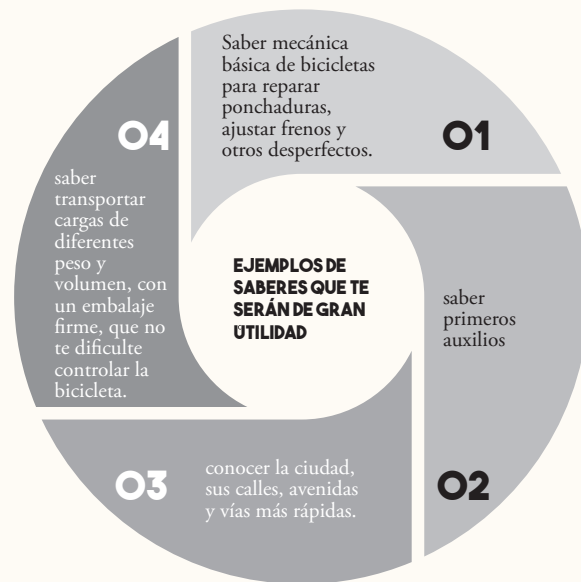 Saber mecánica
básica de bicicletas
para reparar
ponchaduras,
ajustar frenos y
otros desperfectos.
01
saber
primeros
auxilios
02
03
conocer la ciudad,
sus calles, avenidas
y vías más rápidas.
04
saber
transportar
cargas de
diferentes
peso y
volumen, con
un embalaje
firme, que no
te dificulte
controlar la
bicicleta.
EJEMPLOS DE
SABERES QUE TE
SERÁN DE GRAN
ÚTILIDAD